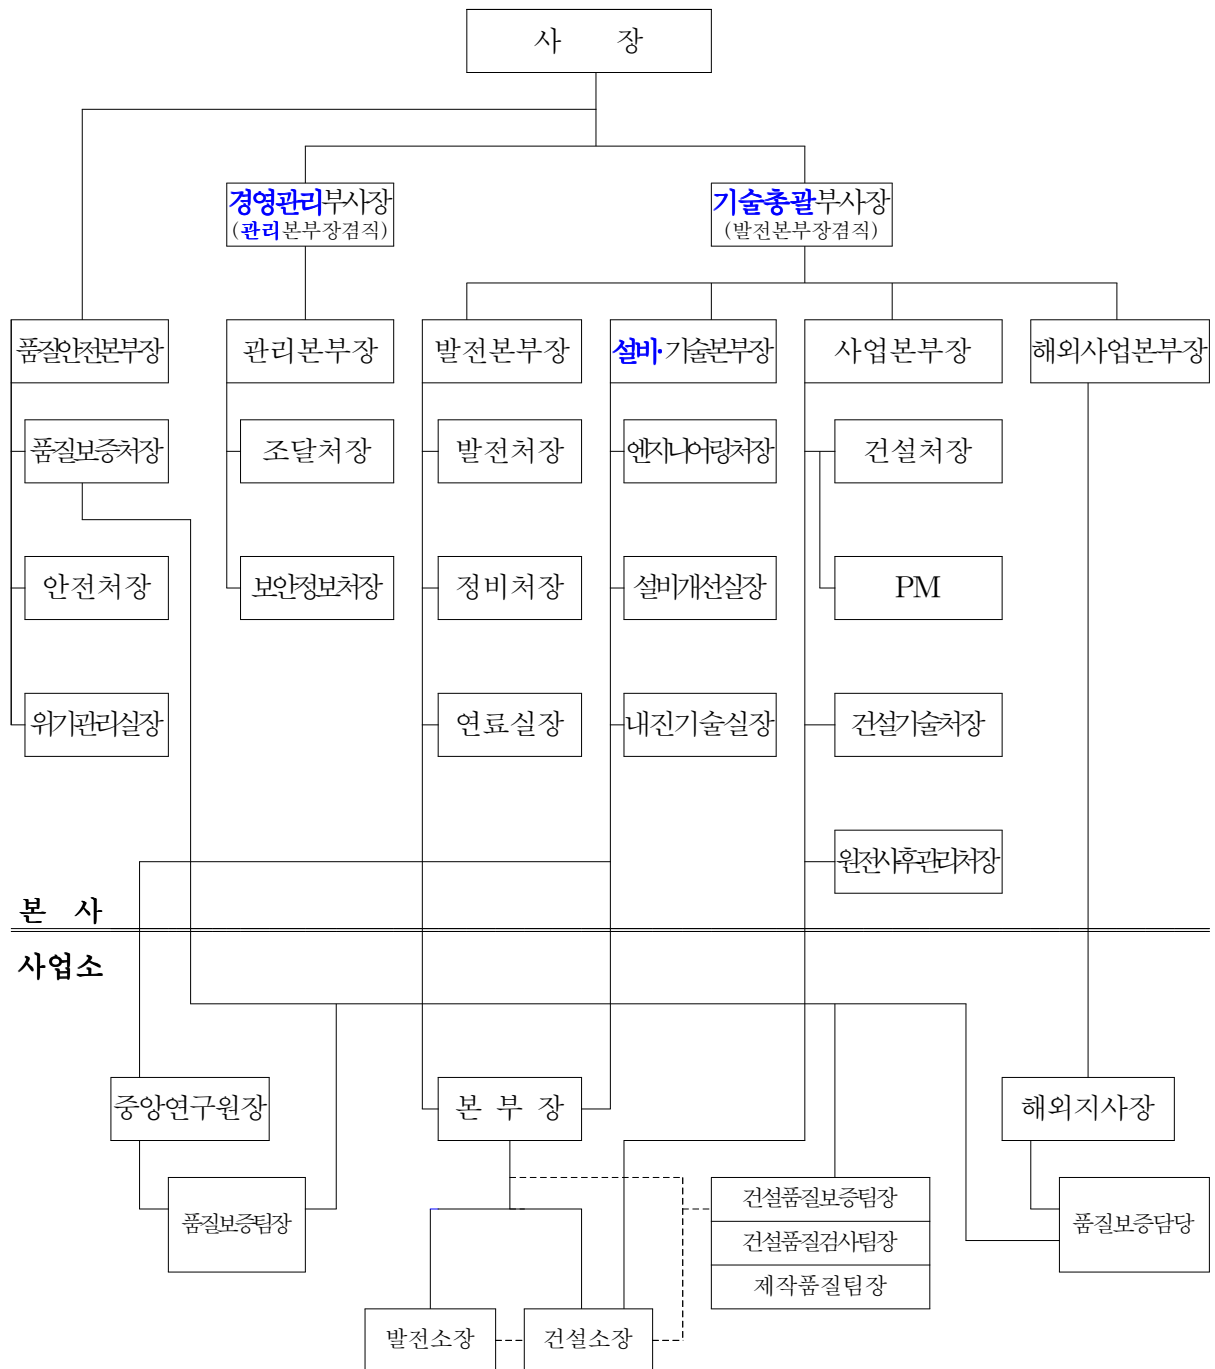 사 장
경영관리부사장
(관리본부장겸직)
기술총괄부사장
(발전본부장겸직)
품질안전본부장
관리본부장
발전본부장
설비·기술본부장
사업본부장
해외사업본부장
품질보증처장
조달처장
발전처장
엔지니어링처장
건설처장
안전처장
보안정보처장
정비처장
설비개선실장
PM
위기관리실장
연료실장
내진기술실장
건설기술처장
원전사후관리처장
본 사
사업소
중앙연구원장
본 부 장
해외지사장
품질보증팀장
건설품질보증팀장
건설품질검사팀장
제작품질팀장
품질보증담당
발전소장
건설소장